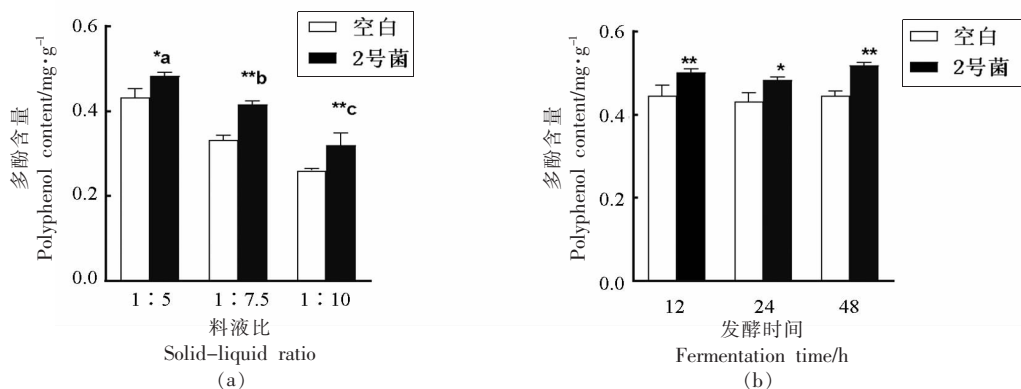 0.6
0.4
0.2
0.0
多酚含量
Polyphenol content/mg·g⁻¹
空白
2号菌
*a
**b
**c
1∶5
1∶7.5
1∶10
料液比
Solid-liquid ratio
(a)
0.6
0.4
0.2
0.0
多酚含量
Polyphenol content/mg·g⁻¹
空白
2号菌
**
*
**
12
24
48
发酵时间
Fermentation time/h
(b)